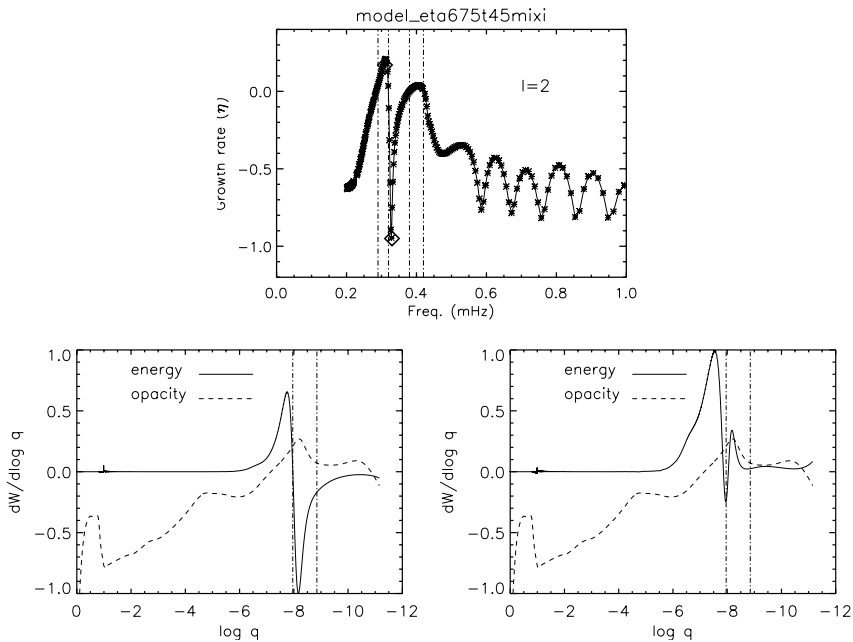 model_eta675t45mixi
l=2
Growth rate (η)
0.0
−0.5
−1.0
0.0 0.2 0.4 0.6 0.8 1.0
Freq. (mHz)
energy
opacity
dW/dlog q
1.0
0.5
0.0
−0.5
−1.0
0 −2 −4 −6 −8 −10 −12
log q
energy
opacity
dW/dlog q
1.0
0.5
0.0
−0.5
−1.0
0 −2 −4 −6 −8 −10 −12
log q